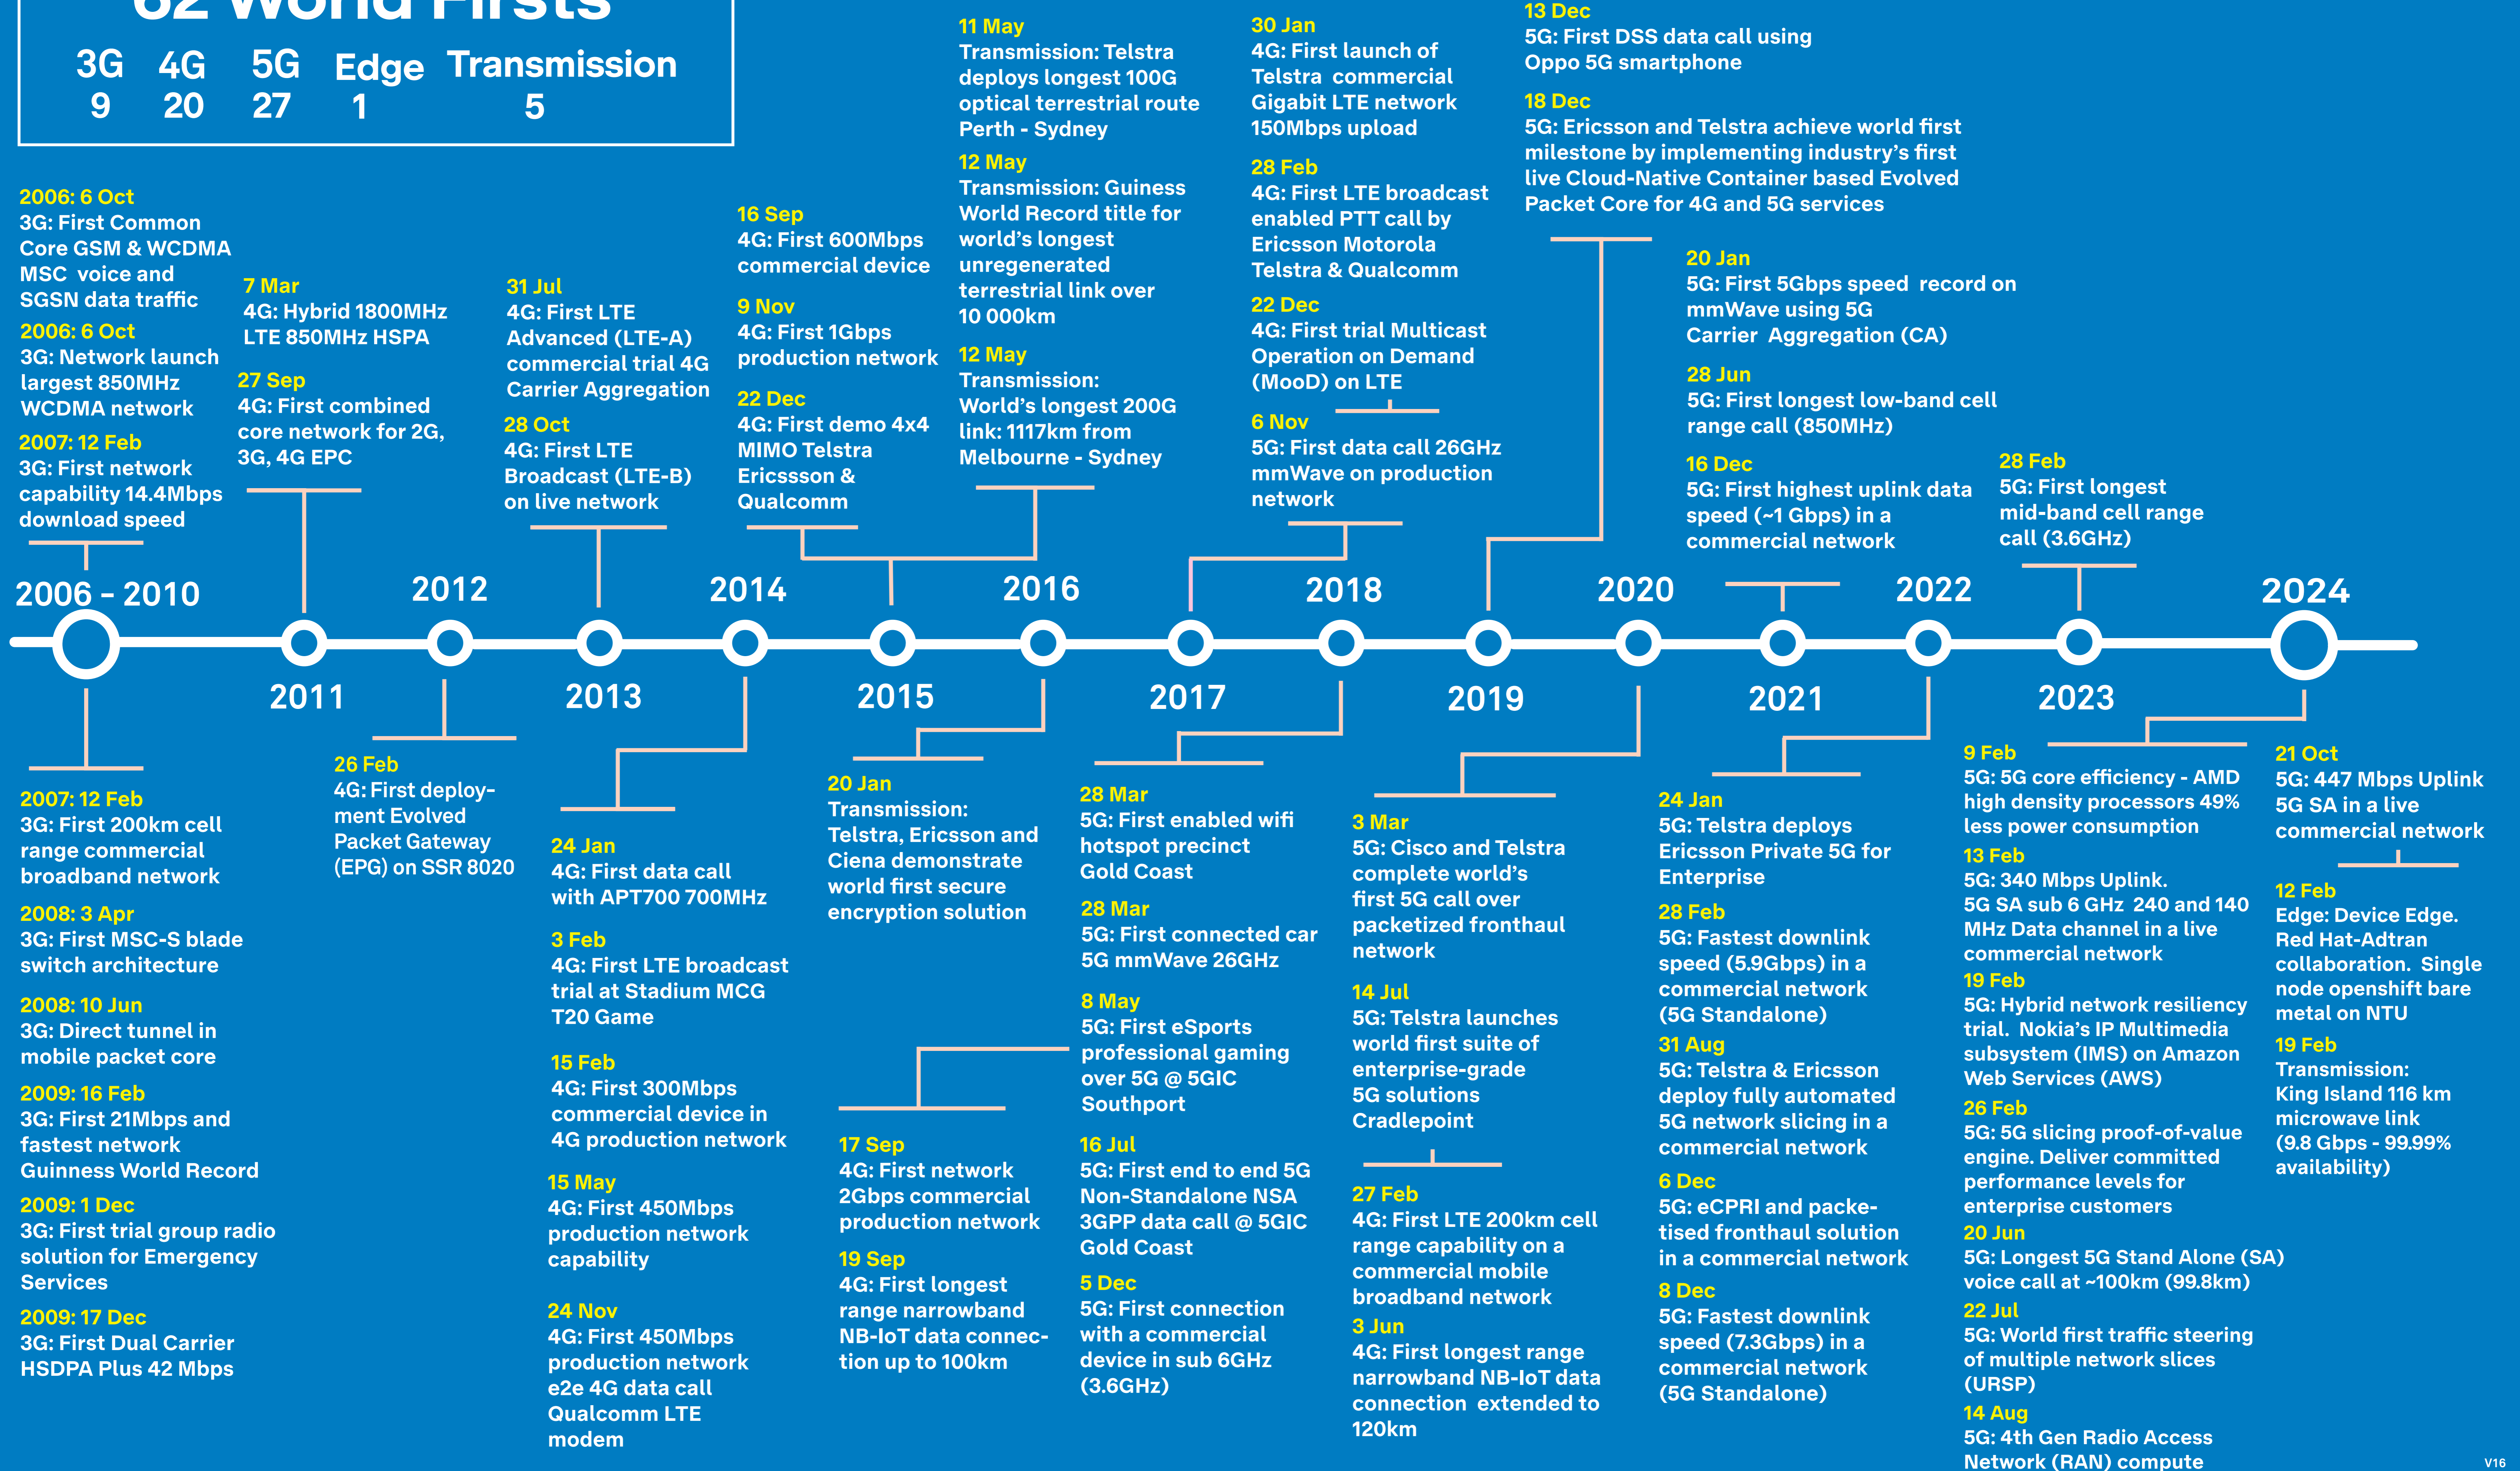 62 World Firsts
3G 4G 5G Edge Transmission
9 20 27 1 5
2006: 6 Oct
3G: First Common
Core GSM & WCDMA
MSC voice and
SGSN data traffic
2006: 6 Oct
3G: Network launch
largest 850MHz
WCDMA network
2007: 12 Feb
3G: First network
capability 14.4Mbps
download speed
7 Mar
4G: Hybrid 1800MHz
LTE 850MHz HSPA
27 Sep
4G: First combined
core network for 2G,
3G, 4G EPC
31 Jul
4G: First LTE
Advanced (LTE-A)
commercial trial 4G
Carrier Aggregation
28 Oct
4G: First LTE
Broadcast (LTE-B)
on live network
16 Sep
4G: First 600Mbps
commercial device
9 Nov
4G: First 1Gbps
production network
22 Dec
4G: First demo 4x4
MIMO Telstra
Ericssson &
Qualcomm
11 May
Transmission: Telstra
deploys longest 100G
optical terrestrial route
Perth - Sydney
12 May
Transmission: Guiness
World Record title for
world's longest
unregenerated
terrestrial link over
10 000km
12 May
Transmission:
World's longest 200G
link: 1117km from
Melbourne - Sydney
30 Jan
4G: First launch of
Telstra commercial
Gigabit LTE network
150Mbps upload
28 Feb
4G: First LTE broadcast
enabled PTT call by
Ericsson Motorola
Telstra & Qualcomm
22 Dec
4G: First trial Multicast
Operation on Demand
(MooD) on LTE
6 Nov
5G: First data call 26GHz
mmWave on production
network
13 Dec
5G: First DSS data call using
Oppo 5G smartphone
18 Dec
5G: Ericsson and Telstra achieve world first
milestone by implementing industry's first
live Cloud-Native Container based Evolved
Packet Core for 4G and 5G services
20 Jan
5G: First 5Gbps speed record on
mmWave using 5G
Carrier Aggregation (CA)
28 Jun
5G: First longest low-band cell
range call (850MHz)
16 Dec
5G: First highest uplink data
speed (~1 Gbps) in a
commercial network
28 Feb
5G: First longest
mid-band cell range
call (3.6GHz)
2006 - 2010
2012
2014
2016
2018
2020
2022
2024
2011
2013
2015
2017
2019
2021
2023
2007: 12 Feb
3G: First 200km cell
range commercial
broadband network
2008: 3 Apr
3G: First MSC-S blade
switch architecture
2008: 10 Jun
3G: Direct tunnel in
mobile packet core
2009: 16 Feb
3G: First 21Mbps and
fastest network
Guinness World Record
2009: 1 Dec
3G: First trial group radio
solution for Emergency
Services
2009: 17 Dec
3G: First Dual Carrier
HSDPA Plus 42 Mbps
26 Feb
4G: First deploy-
ment Evolved
Packet Gateway
(EPG) on SSR 8020
24 Jan
4G: First data call
with APT700 700MHz
3 Feb
4G: First LTE broadcast
trial at Stadium MCG
T20 Game
15 Feb
4G: First 300Mbps
commercial device in
4G production network
15 May
4G: First 450Mbps
production network
capability
24 Nov
4G: First 450Mbps
production network
e2e 4G data call
Qualcomm LTE
modem
20 Jan
Transmission:
Telstra, Ericsson and
Ciena demonstrate
world first secure
encryption solution
17 Sep
4G: First network
2Gbps commercial
production network
19 Sep
4G: First longest
range narrowband
NB-IoT data connec-
tion up to 100km
28 Mar
5G: First enabled wifi
hotspot precinct
Gold Coast
28 Mar
5G: First connected car
5G mmWave 26GHz
8 May
5G: First eSports
professional gaming
over 5G @ 5GIC
Southport
16 Jul
5G: First end to end 5G
Non-Standalone NSA
3GPP data call @ 5GIC
Gold Coast
5 Dec
5G: First connection
with a commercial
device in sub 6GHz
(3.6GHz)
3 Mar
5G: Cisco and Telstra
complete world's
first 5G call over
packetized fronthaul
network
14 Jul
5G: Telstra launches
world first suite of
enterprise-grade
5G solutions
Cradlepoint
27 Feb
4G: First LTE 200km cell
range capability on a
commercial mobile
broadband network
3 Jun
4G: First longest range
narrowband NB-IoT data
connection extended to
120km
24 Jan
5G: Telstra deploys
Ericsson Private 5G for
Enterprise
28 Feb
5G: Fastest downlink
speed (5.9Gbps) in a
commercial network
(5G Standalone)
31 Aug
5G: Telstra & Ericsson
deploy fully automated
5G network slicing in a
commercial network
6 Dec
5G: eCPRI and packe-
tised fronthaul solution
in a commercial network
8 Dec
5G: Fastest downlink
speed (7.3Gbps) in a
commercial network
(5G Standalone)
9 Feb
5G: 5G core efficiency - AMD
high density processors 49%
less power consumption
13 Feb
5G: 340 Mbps Uplink.
5G SA sub 6 GHz 240 and 140
MHz Data channel in a live
commercial network
19 Feb
5G: Hybrid network resiliency
trial. Nokia's IP Multimedia
subsystem (IMS) on Amazon
Web Services (AWS)
26 Feb
5G: 5G slicing proof-of-value
engine. Deliver committed
performance levels for
enterprise customers
20 Jun
5G: Longest 5G Stand Alone (SA)
voice call at ~100km (99.8km)
22 Jul
5G: World first traffic steering
of multiple network slices
(URSP)
14 Aug
5G: 4th Gen Radio Access
Network (RAN) compute
21 Oct
5G: 447 Mbps Uplink
5G SA in a live
commercial network
12 Feb
Edge: Device Edge.
Red Hat-Adtran
collaboration. Single
node openshift bare
metal on NTU
19 Feb
Transmission:
King Island 116 km
microwave link
(9.8 Gbps - 99.99%
availability)
V16